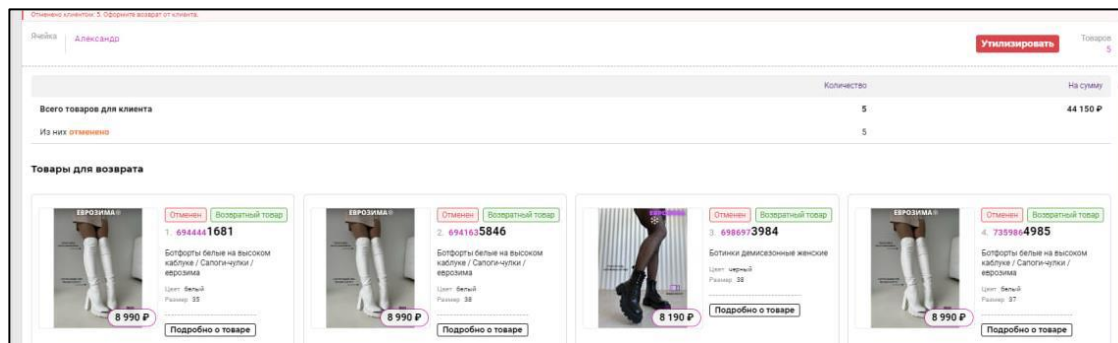 Отменено клиентом: 5. Оформите возврат от клиента.
Ячейка Александр Утилизировать Товаров
5
Количество На сумму
Всего товаров для клиента 5 44 150 ₽
Из них отменено 5
Товары для возврата
ЕВРОЗИМА
Отменен Возвратный товар
1. 6944441681
Ботфорты белые на высоком
каблуке / Сапоги-чулки /
еврозима
Цвет: белый
Размер: 35
8 990 ₽
Подробно о товаре
ЕВРОЗИМА
Отменен Возвратный товар
2. 6941635846
Ботфорты белые на высоком
каблуке / Сапоги-чулки /
еврозима
Цвет: белый
Размер: 38
8 990 ₽
Подробно о товаре
Отменен Возвратный товар
3. 6986973984
Ботинки демисезонные женские
Цвет: черный
Размер: 38
8 190 ₽
Подробно о товаре
ЕВРОЗИМА
Отменен Возвратный товар
4. 7359864985
Ботфорты белые на высоком
каблуке / Сапоги-чулки /
еврозима
Цвет: белый
Размер: 37
8 990 ₽
Подробно о товаре